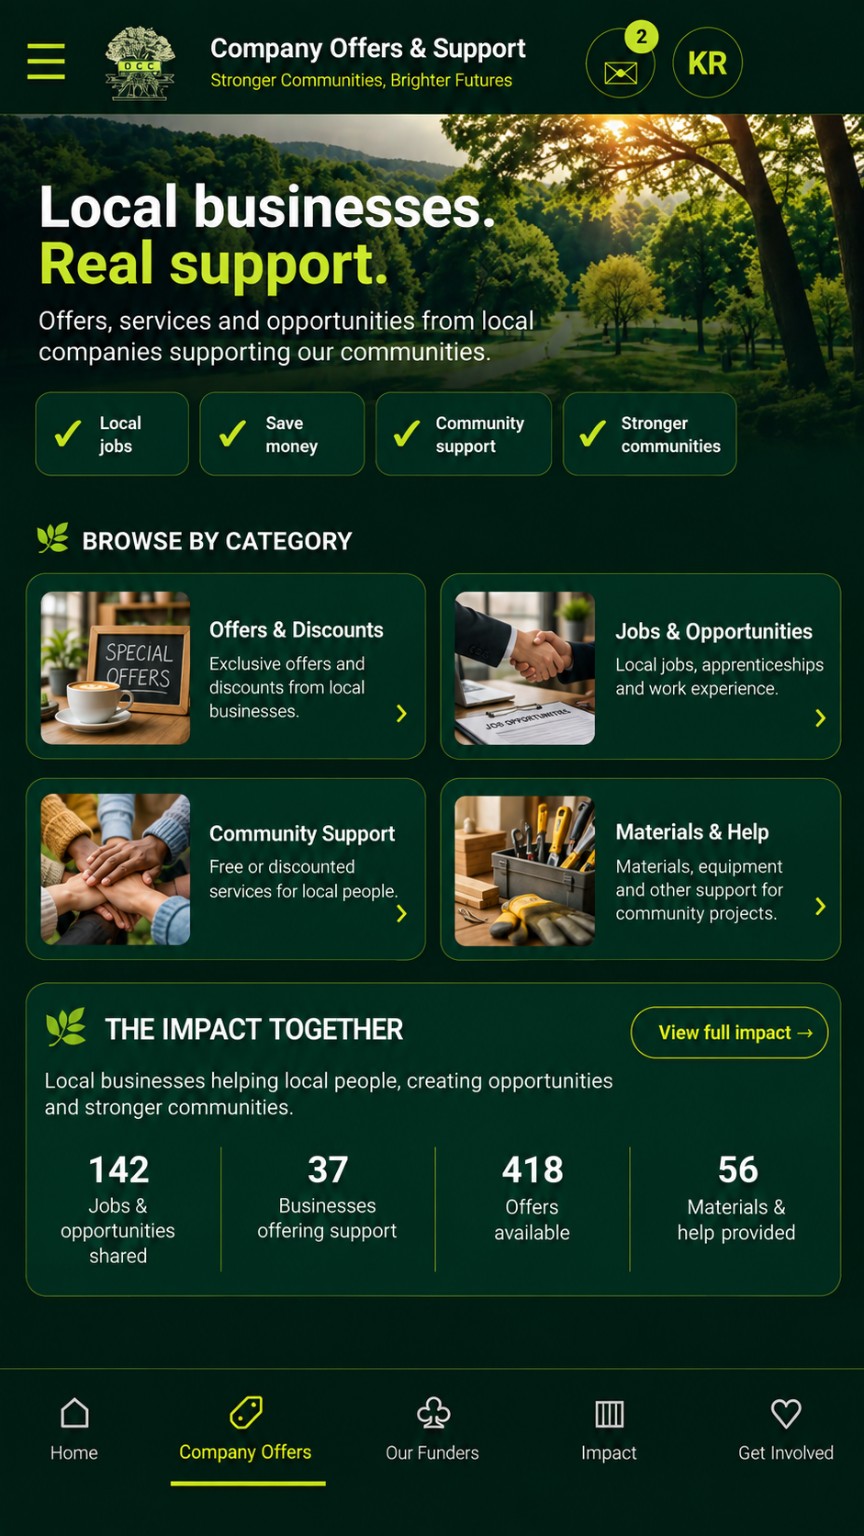 DCC
Company Offers & Support
Stronger Communities, Brighter Futures
2
KR
Local businesses.
Real support.
Offers, services and opportunities from local
companies supporting our communities.
✓ Local
jobs
✓ Save
money
✓ Community
support
✓ Stronger
communities
BROWSE BY CATEGORY
SPECIAL
OFFERS
Offers & Discounts
Exclusive offers and
discounts from local
businesses.
JOB OPPORTUNITIES
Jobs & Opportunities
Local jobs, apprenticeships
and work experience.
Community Support
Free or discounted
services for local people.
Materials & Help
Materials, equipment
and other support for
community projects.
THE IMPACT TOGETHER
View full impact →
Local businesses helping local people, creating opportunities
and stronger communities.
142
Jobs &
opportunities
shared
37
Businesses
offering support
418
Offers
available
56
Materials &
help provided
Home
Company Offers
Our Funders
Impact
Get Involved